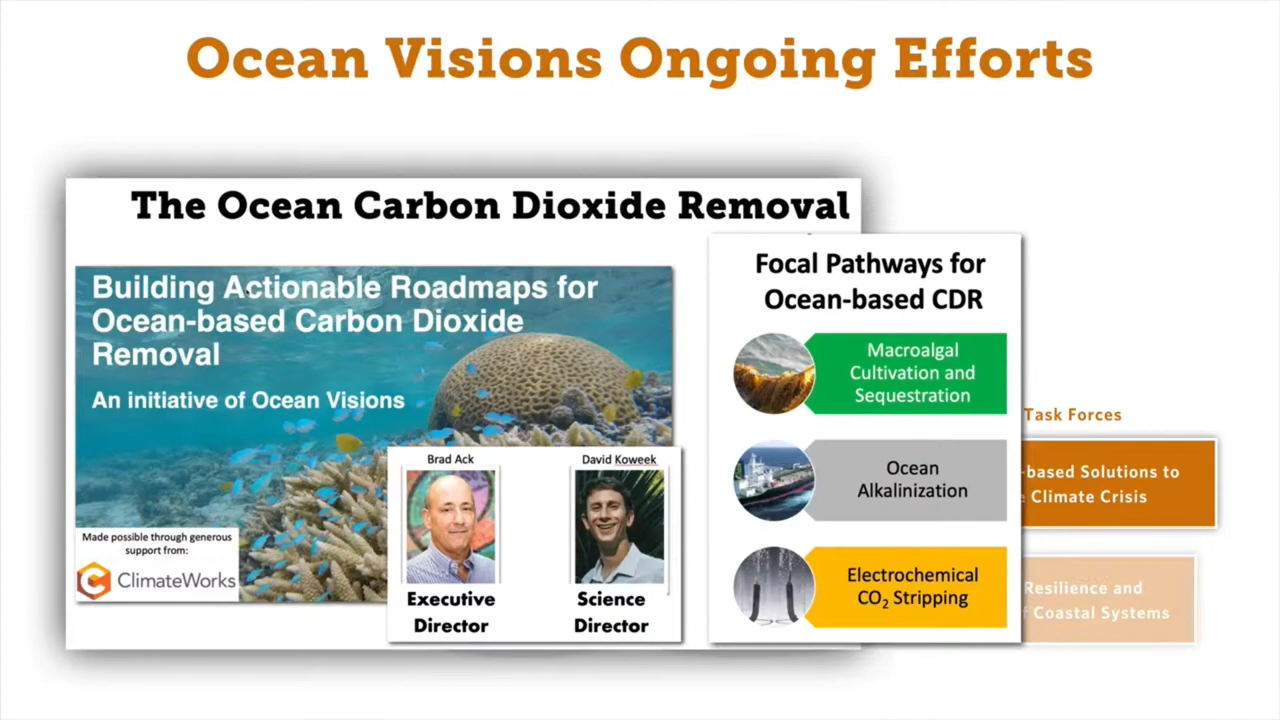 Ocean Visions Ongoing Efforts
The Ocean Carbon Dioxide Removal
Building Actionable Roadmaps for
Ocean-based Carbon Dioxide
Removal
An initiative of Ocean Visions
Made possible through generous
support from:
ClimateWorks
Brad Ack
Executive
Director
David Koweek
Science
Director
Focal Pathways for
Ocean-based CDR
Macroalgal
Cultivation and
Sequestration
Ocean
Alkalinization
Electrochemical
CO₂ Stripping
Task Forces
-based Solutions to
Climate Crisis
Resilience and
Coastal Systems